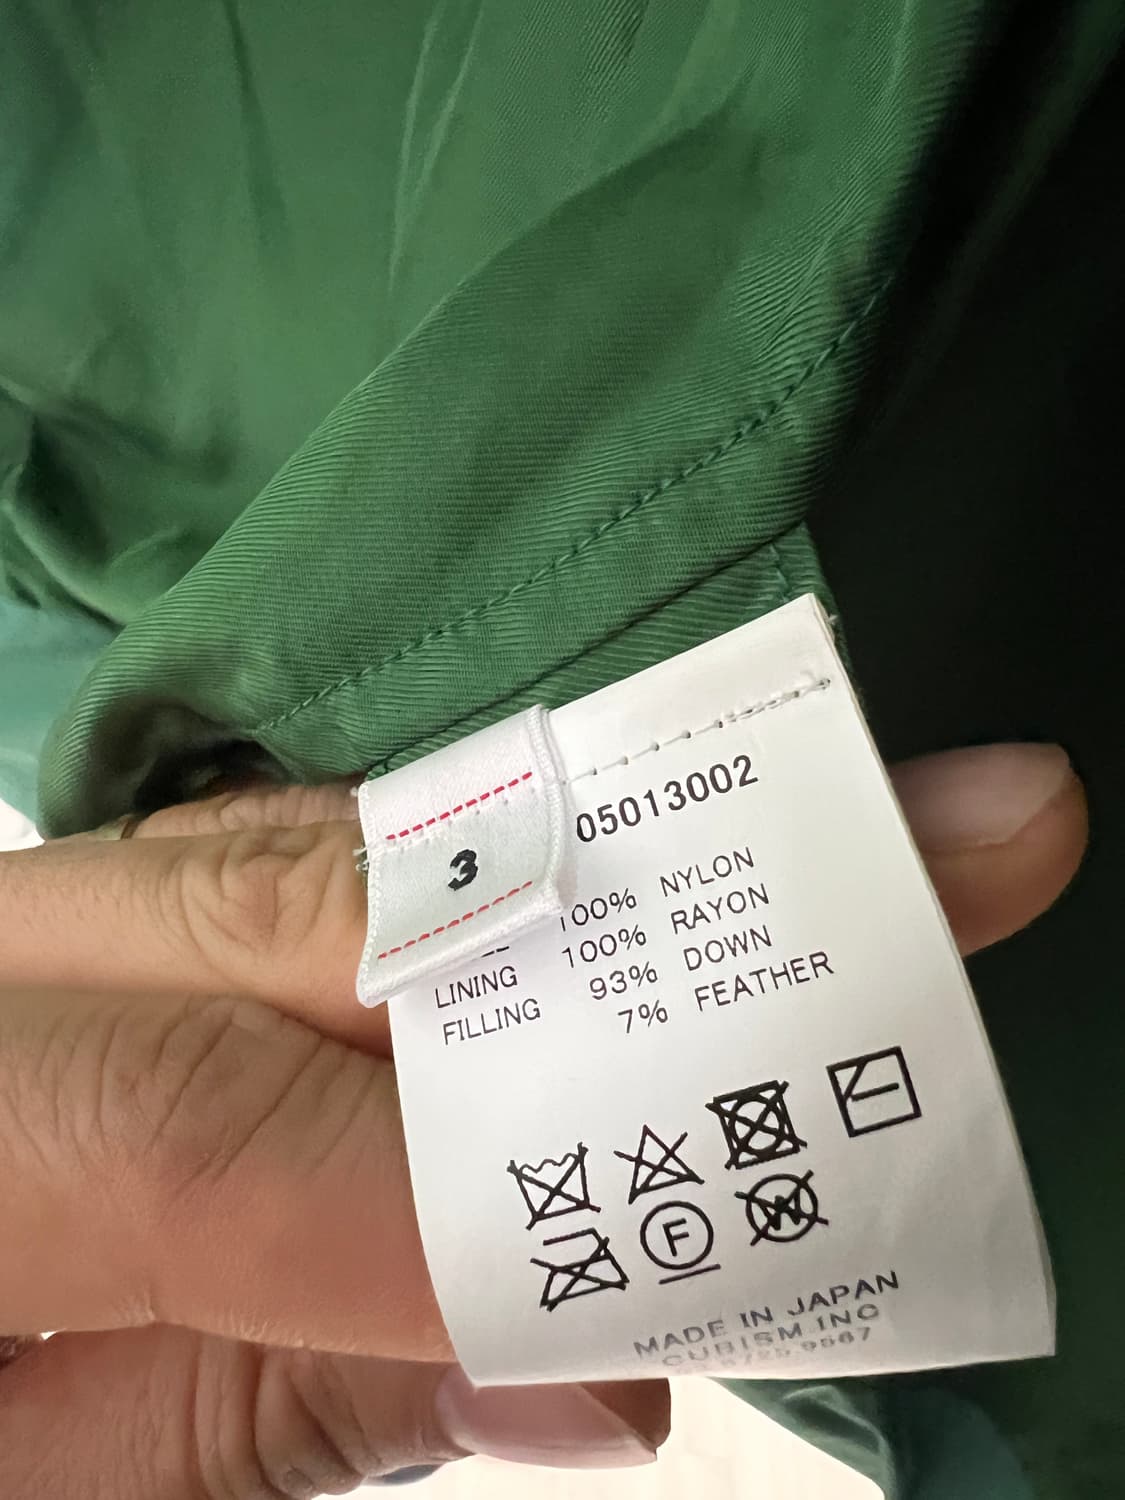 05013002
3
100% NYLON
LINING 100% RAYON
FILLING 93% DOWN
7% FEATHER
F
W
MADE IN JAPAN
CUBISM INC